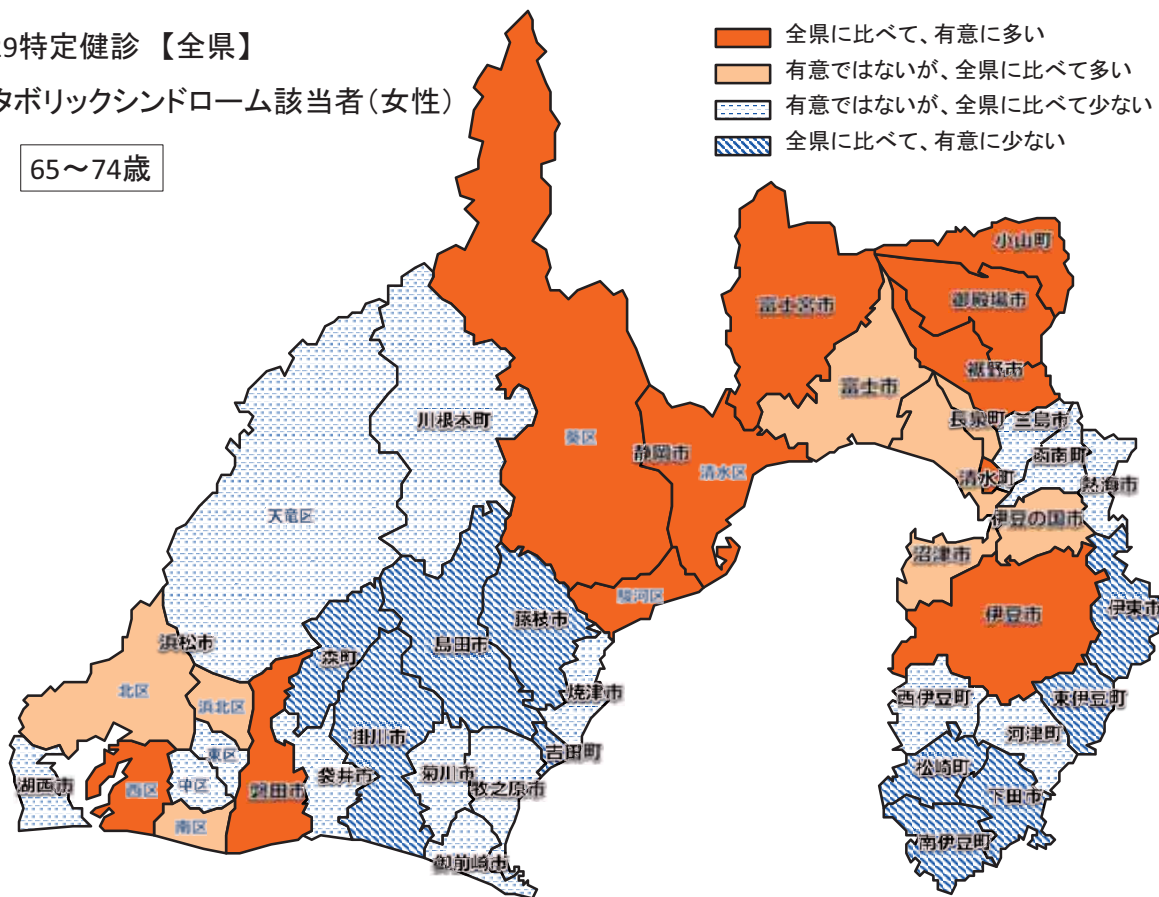 29特定健診 【全県】
タボリックシンドローム該当者(女性)
65～74歳
全県に比べて、有意に多い
有意ではないが、全県に比べて多い
有意ではないが、全県に比べて少ない
全県に比べて、有意に少ない
小山町
御殿場市
富士宮市
裾野市
富士市
長泉町
三島市
函南町
清水町
熱海市
伊豆の国市
沼津市
伊豆市
伊東市
西伊豆町
東伊豆町
河津町
松崎町
下田市
南伊豆町
川根本町
葵区
静岡市
清水区
天竜区
駿河区
藤枝市
島田市
浜松市
森町
焼津市
北区
浜北区
掛川市
吉田町
東区
湖西市
西区
中区
磐田市
袋井市
菊川市
牧之原市
南区
御前崎市